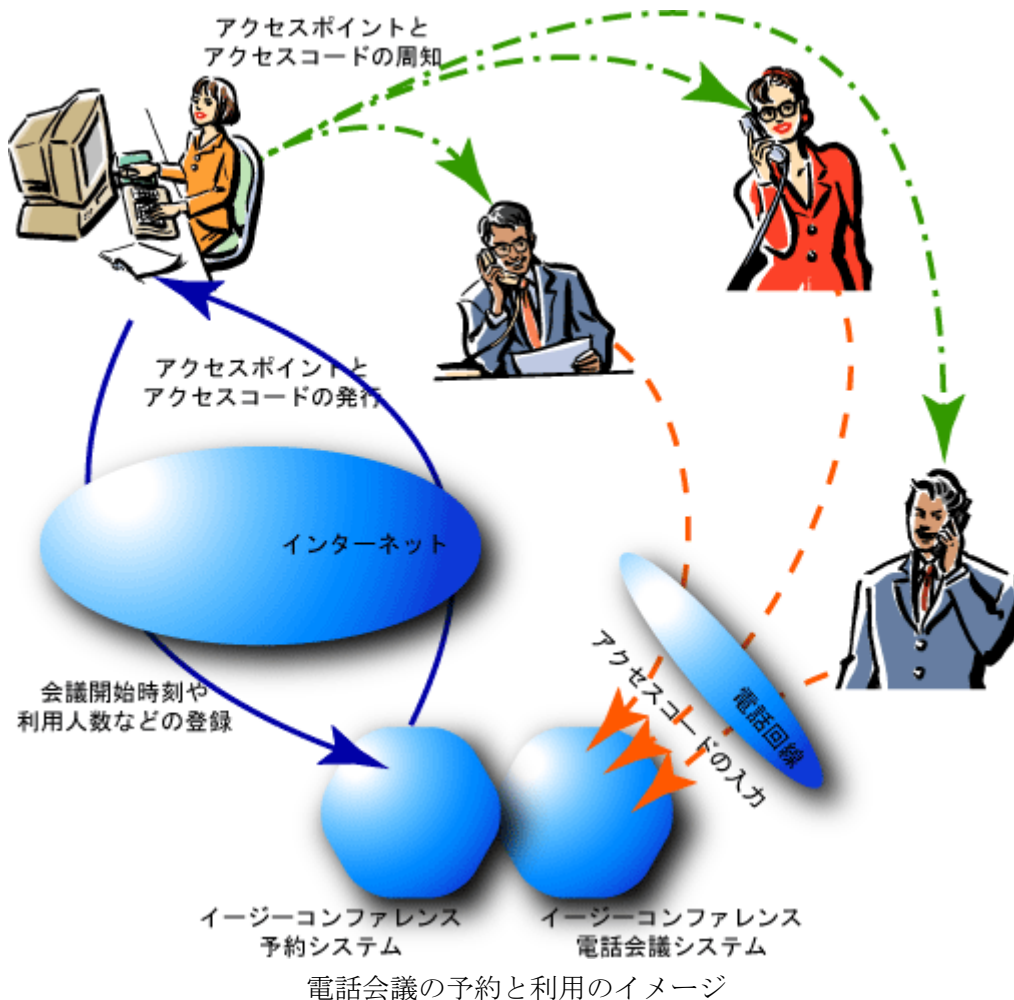 アクセスポイントと
アクセスコードの周知
アクセスポイントと
アクセスコードの発行
インターネット
会議開始時刻や
利用人数などの登録
アクセスコードの入力
電話回線
イージーコンファレンス
予約システム
イージーコンファレンス
電話会議システム
電話会議の予約と利用のイメージ